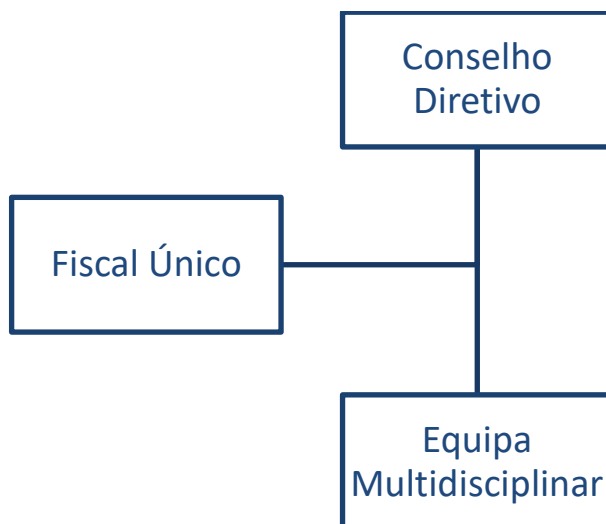 Conselho
Diretivo
Fiscal Único
Equipa
Multidisciplinar